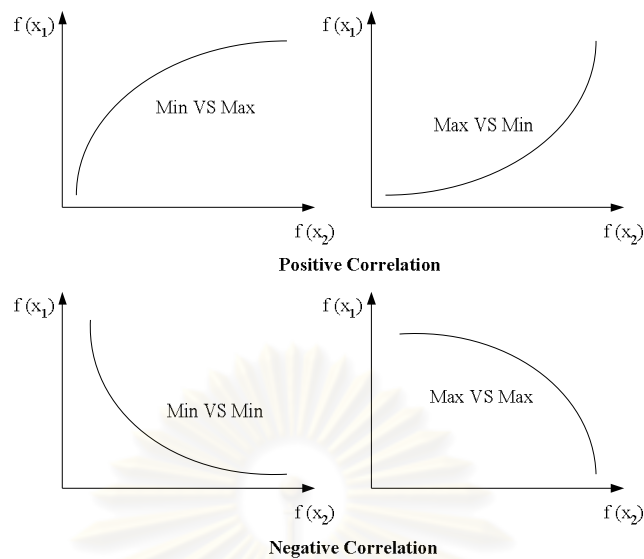 f (x₁)
Min VS Max
f (x₂)
f (x₁)
Max VS Min
f (x₂)
Positive Correlation
f (x₁)
Min VS Min
f (x₂)
f (x₁)
Max VS Max
f (x₂)
Negative Correlation